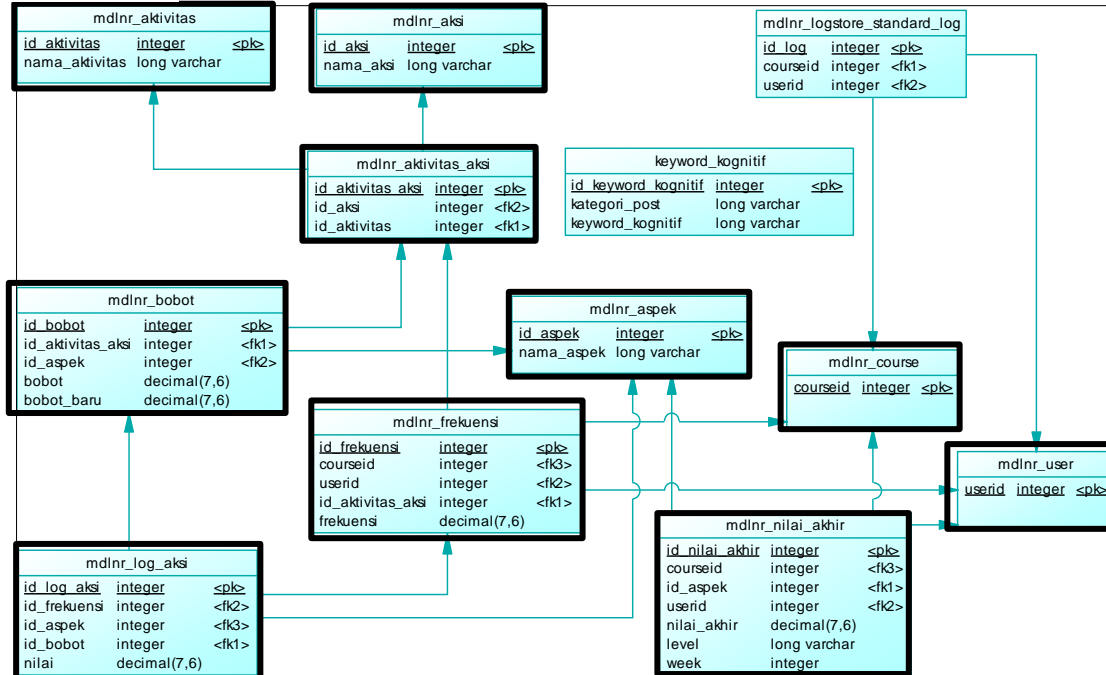 mdlnr_aktivitas
id_aktivitas integer <pk>
nama_aktivitas long varchar
mdlnr_aksi
id_aksi integer <pk>
nama_aksi long varchar
mdlnr_logstore_standard_log
id_log integer <pk>
courseid integer <fk1>
userid integer <fk2>
mdlnr_aktivitas_aksi
id_aktivitas_aksi integer <pk>
id_aksi integer <fk2>
id_aktivitas integer <fk1>
keyword_kognitif
id_keyword_kognitif integer <pk>
kategori_post long varchar
keyword_kognitif long varchar
mdlnr_bobot
id_bobot integer <pk>
id_aktivitas_aksi integer <fk1>
id_aspek integer <fk2>
bobot decimal(7,6)
bobot_baru decimal(7,6)
mdlnr_aspek
id_aspek integer <pk>
nama_aspek long varchar
mdlnr_course
courseid integer <pk>
mdlnr_frekuensi
id_frekuensi integer <pk>
courseid integer <fk3>
userid integer <fk2>
id_aktivitas_aksi integer <fk1>
frekuensi decimal(7,6)
mdlnr_user
userid integer <pk>
mdlnr_log_aksi
id_log_aksi integer <pk>
id_frekuensi integer <fk2>
id_aspek integer <fk3>
id_bobot integer <fk1>
nilai decimal(7,6)
mdlnr_nilai_akhir
id_nilai_akhir integer <pk>
courseid integer <fk3>
id_aspek integer <fk1>
userid integer <fk2>
nilai_akhir decimal(7,6)
level long varchar
week integer